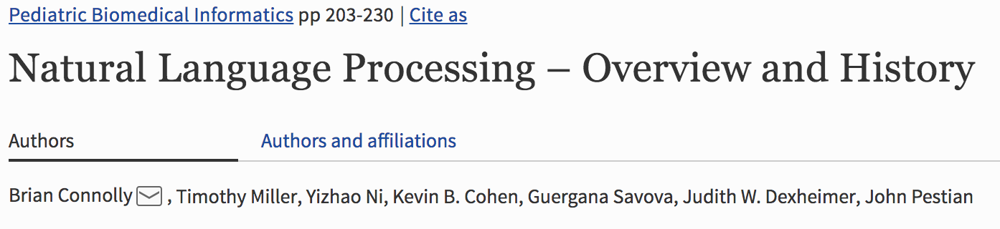 Pediatric Biomedical Informatics pp 203-230 | Cite as
Natural Language Processing – Overview and History
Authors Authors and affiliations
Brian Connolly , Timothy Miller, Yizhao Ni, Kevin B. Cohen, Guergana Savova, Judith W. Dexheimer, John Pestian